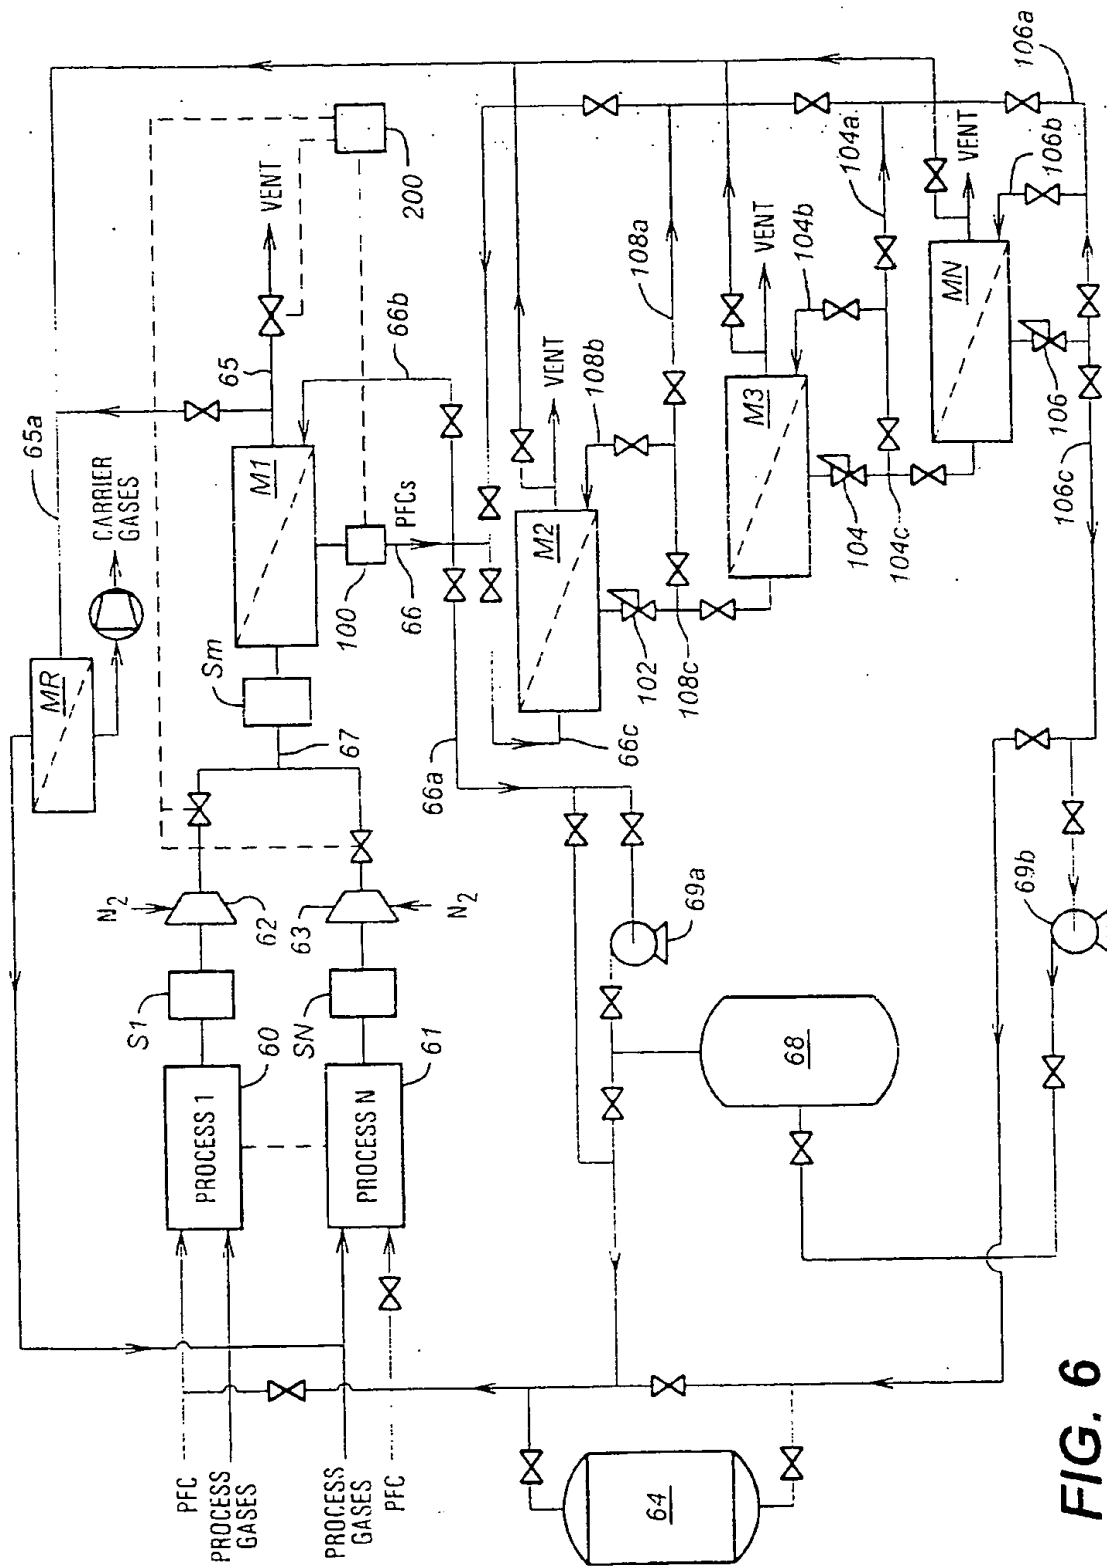 65a
CARRIER
GASES
MR
65
VENT
200
M1
66b
Sm
100
66
PFCs
67
66a
N2
62
63
N2
S1
SN
60
61
PROCESS 1
PROCESS N
PFC
PROCESS
GASES
PROCESS
GASES
PFC
M2
VENT
108b
108a
102
108c
66c
M3
VENT
104b
104a
104
104c
MN
VENT
106b
106a
106
106c
69a
69b
68
64
FIG. 6